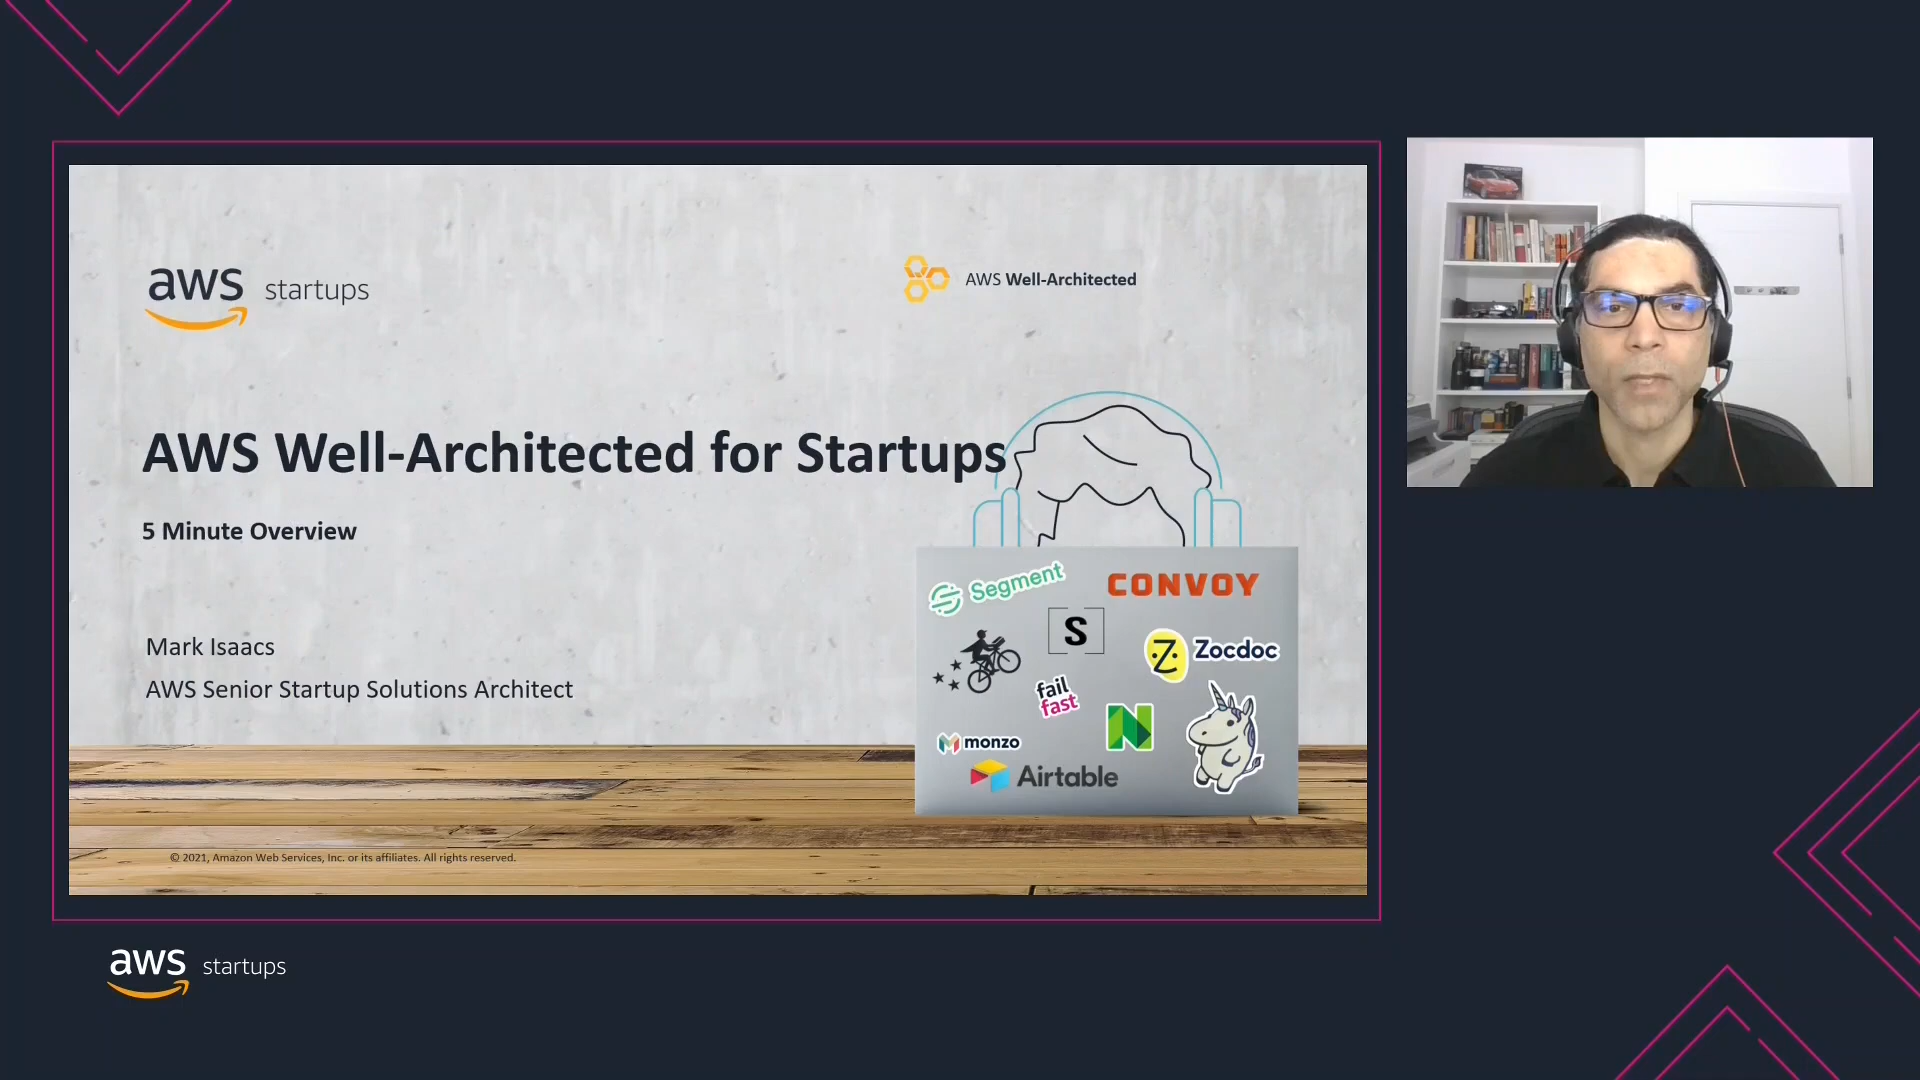 aws startups
AWS Well-Architected
AWS Well-Architected for Startups
5 Minute Overview
Mark Isaacs
AWS Senior Startup Solutions Architect
Segment
CONVOY
S
Zocdoc
fail
fast
N
monzo
Airtable
© 2021, Amazon Web Services, Inc. or its affiliates. All rights reserved.
aws startups